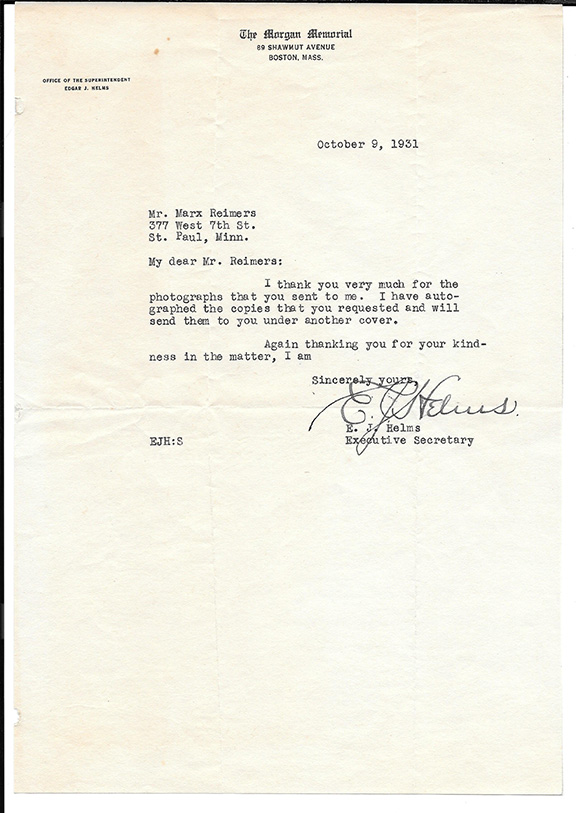 The Morgan Memorial
89 SHAWMUT AVENUE
BOSTON, MASS.
OFFICE OF THE SUPERINTENDENT
EDGAR J. HELMS
October 9, 1931
Mr. Marx Reimers
377 West 7th St.
St. Paul, Minn.
My dear Mr. Reimers:
I thank you very much for the
photographs that you sent to me. I have auto-
graphed the copies that you requested and will
send them to you under another cover.
Again thanking you for your kind-
ness in the matter, I am
Sincerely yours,
E. J. Helms.
E. J. Helms
EJH:S Executive Secretary